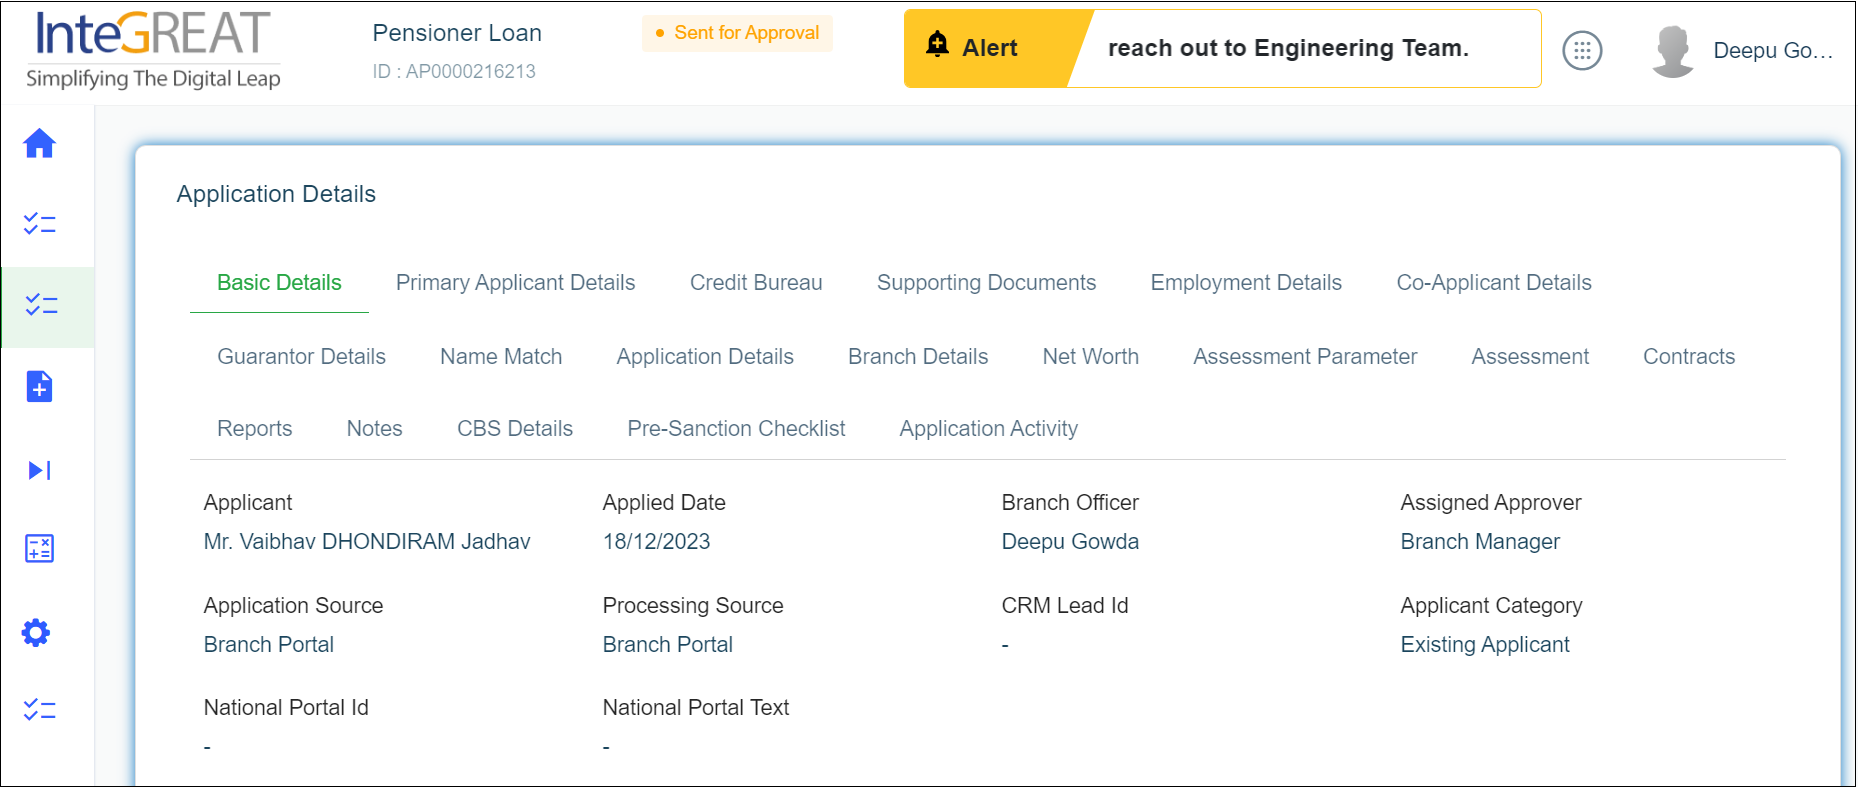 InteGREAT
Simplifying The Digital Leap
Pensioner Loan
ID : AP0000216213
Sent for Approval
Alert
reach out to Engineering Team.
Deepu Go...
Application Details
Basic Details Primary Applicant Details Credit Bureau Supporting Documents Employment Details Co-Applicant Details
Guarantor Details Name Match Application Details Branch Details Net Worth Assessment Parameter Assessment Contracts
Reports Notes CBS Details Pre-Sanction Checklist Application Activity
Applicant Applied Date Branch Officer Assigned Approver
Mr. Vaibhav DHONDIRAM Jadhav 18/12/2023 Deepu Gowda Branch Manager
Application Source Processing Source CRM Lead Id Applicant Category
Branch Portal Branch Portal - Existing Applicant
National Portal Id National Portal Text
- -